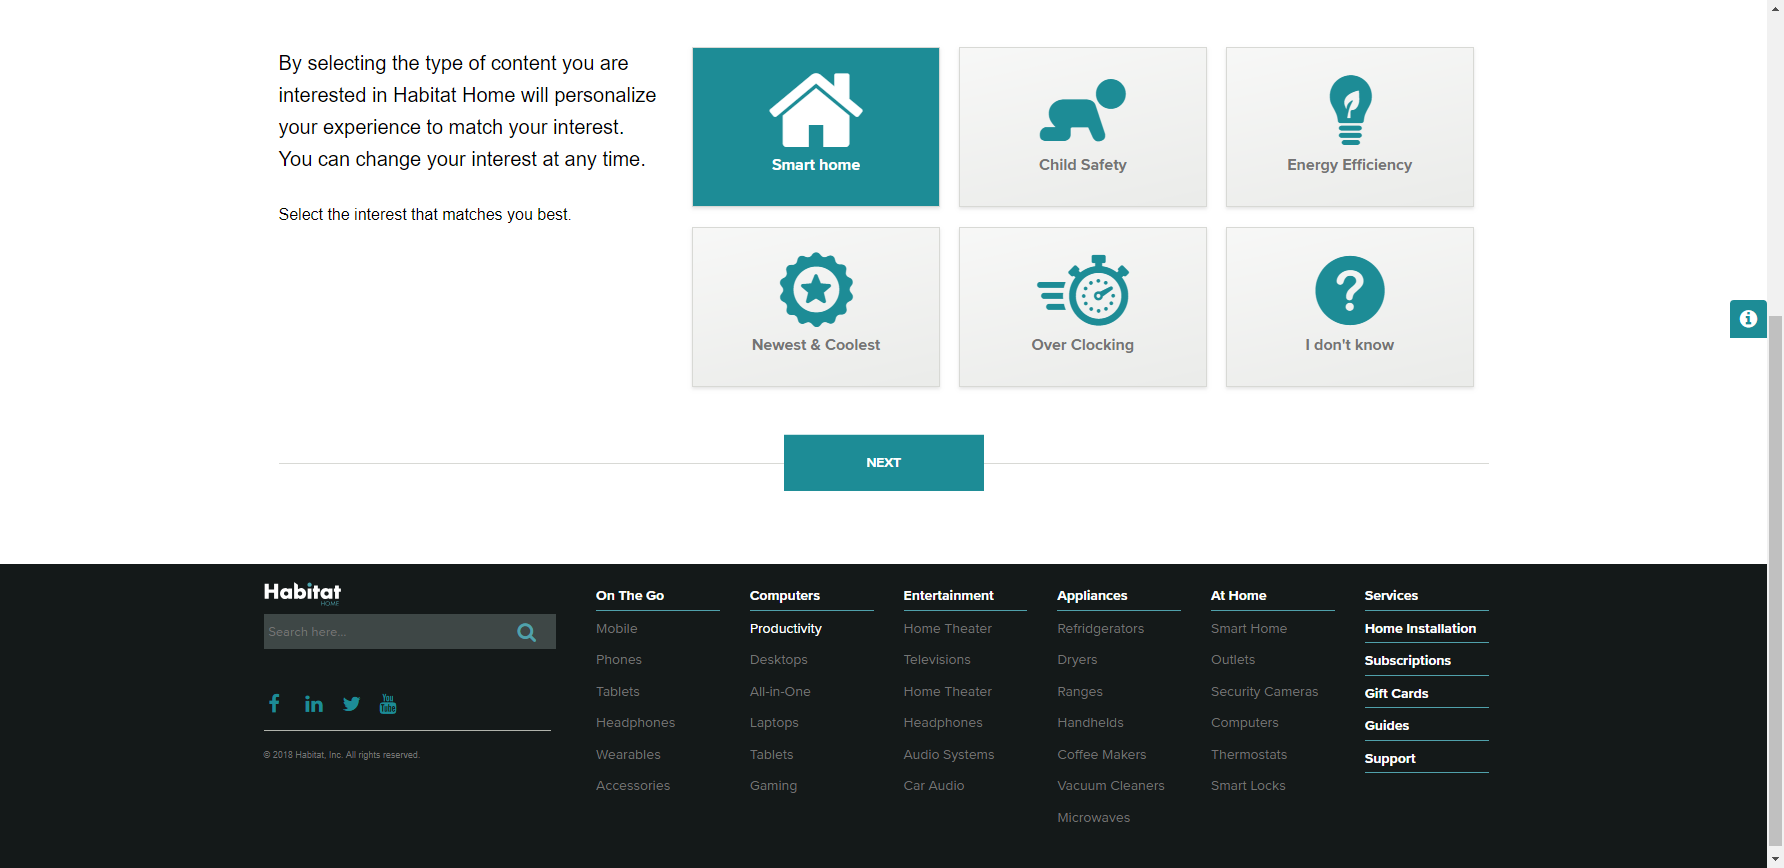 By selecting the type of content you are
interested in Habitat Home will personalize
your experience to match your interest.
You can change your interest at any time.
Select the interest that matches you best.
Smart home
Child Safety
Energy Efficiency
Newest & Coolest
Over Clocking
I don't know
NEXT
Habitat
HOME
Search here...
You
Tube
© 2018 Habitat, Inc. All rights reserved.
On The Go
Mobile
Phones
Tablets
Headphones
Wearables
Accessories
Computers
Productivity
Desktops
All-in-One
Laptops
Tablets
Gaming
Entertainment
Home Theater
Televisions
Home Theater
Headphones
Audio Systems
Car Audio
Appliances
Refridgerators
Dryers
Ranges
Handhelds
Coffee Makers
Vacuum Cleaners
Microwaves
At Home
Smart Home
Outlets
Security Cameras
Computers
Thermostats
Smart Locks
Services
Home Installation
Subscriptions
Gift Cards
Guides
Support